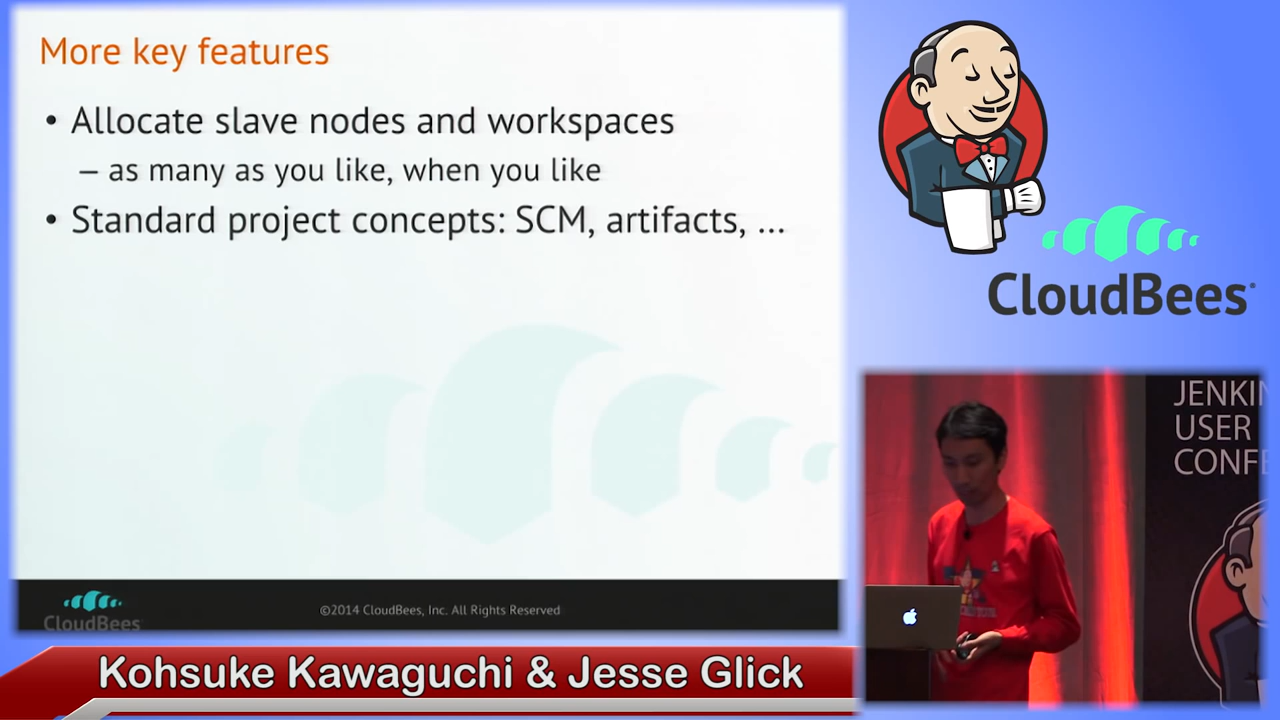 More key features
• Allocate slave nodes and workspaces
– as many as you like, when you like
• Standard project concepts: SCM, artifacts, ...
CloudBees
©2014 CloudBees, Inc. All Rights Reserved
Kohsuke Kawaguchi & Jesse Glick
CloudBees
JENKIN
USER
CONFE